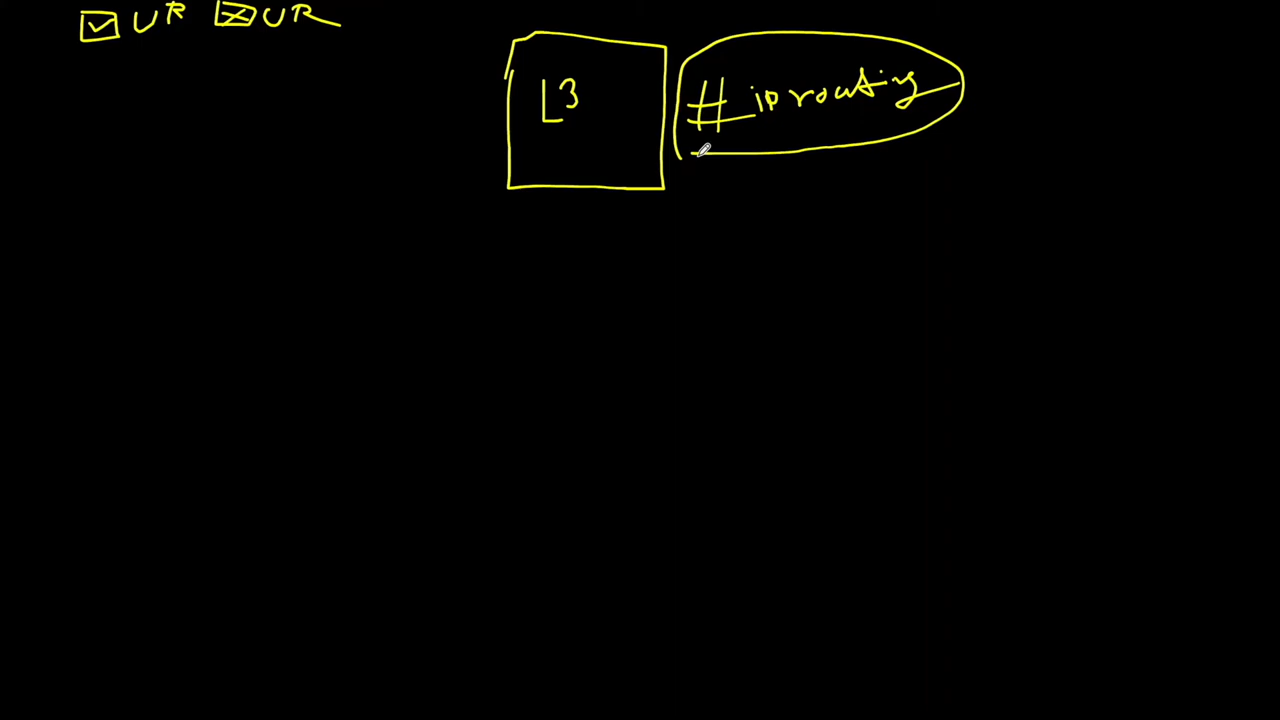 ☑ UR ☒ UR
L3
# ip routing